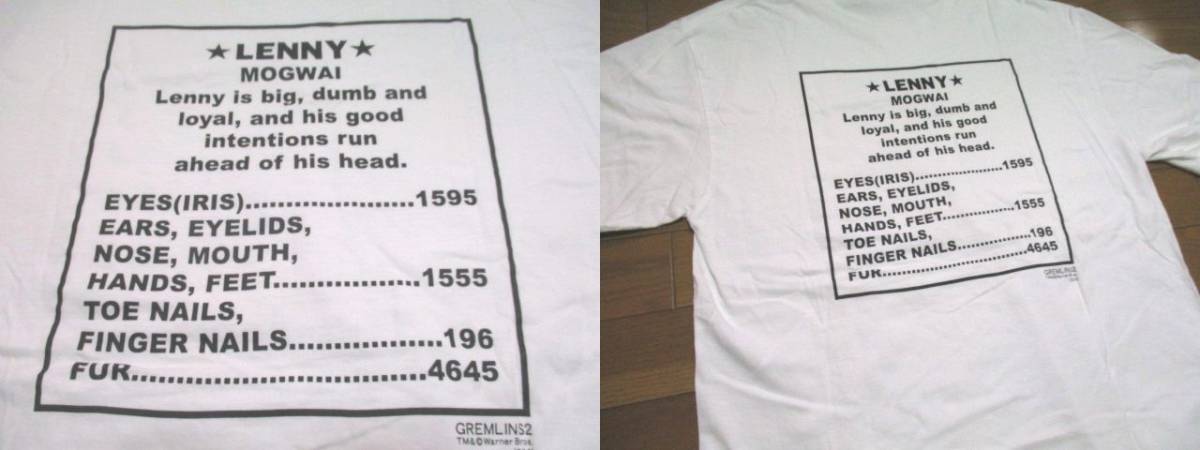 ★LENNY★
MOGWAI
Lenny is big, dumb and
loyal, and his good
intentions run
ahead of his head.
EYES(IRIS)......................1595
EARS, EYELIDS,
NOSE, MOUTH,
HANDS, FEET..................1555
TOE NAILS,
FINGER NAILS..................196
FUR.................................4645
GREMLINS2
TM&©Warner Bros.
★LENNY★
MOGWAI
Lenny is big, dumb and
loyal, and his good
intentions run
ahead of his head.
EYES(IRIS)......................1595
EARS, EYELIDS,
NOSE, MOUTH,
HANDS, FEET..................1555
TOE NAILS,
FINGER NAILS..................196
FUR.................................4645
GREMLINS2